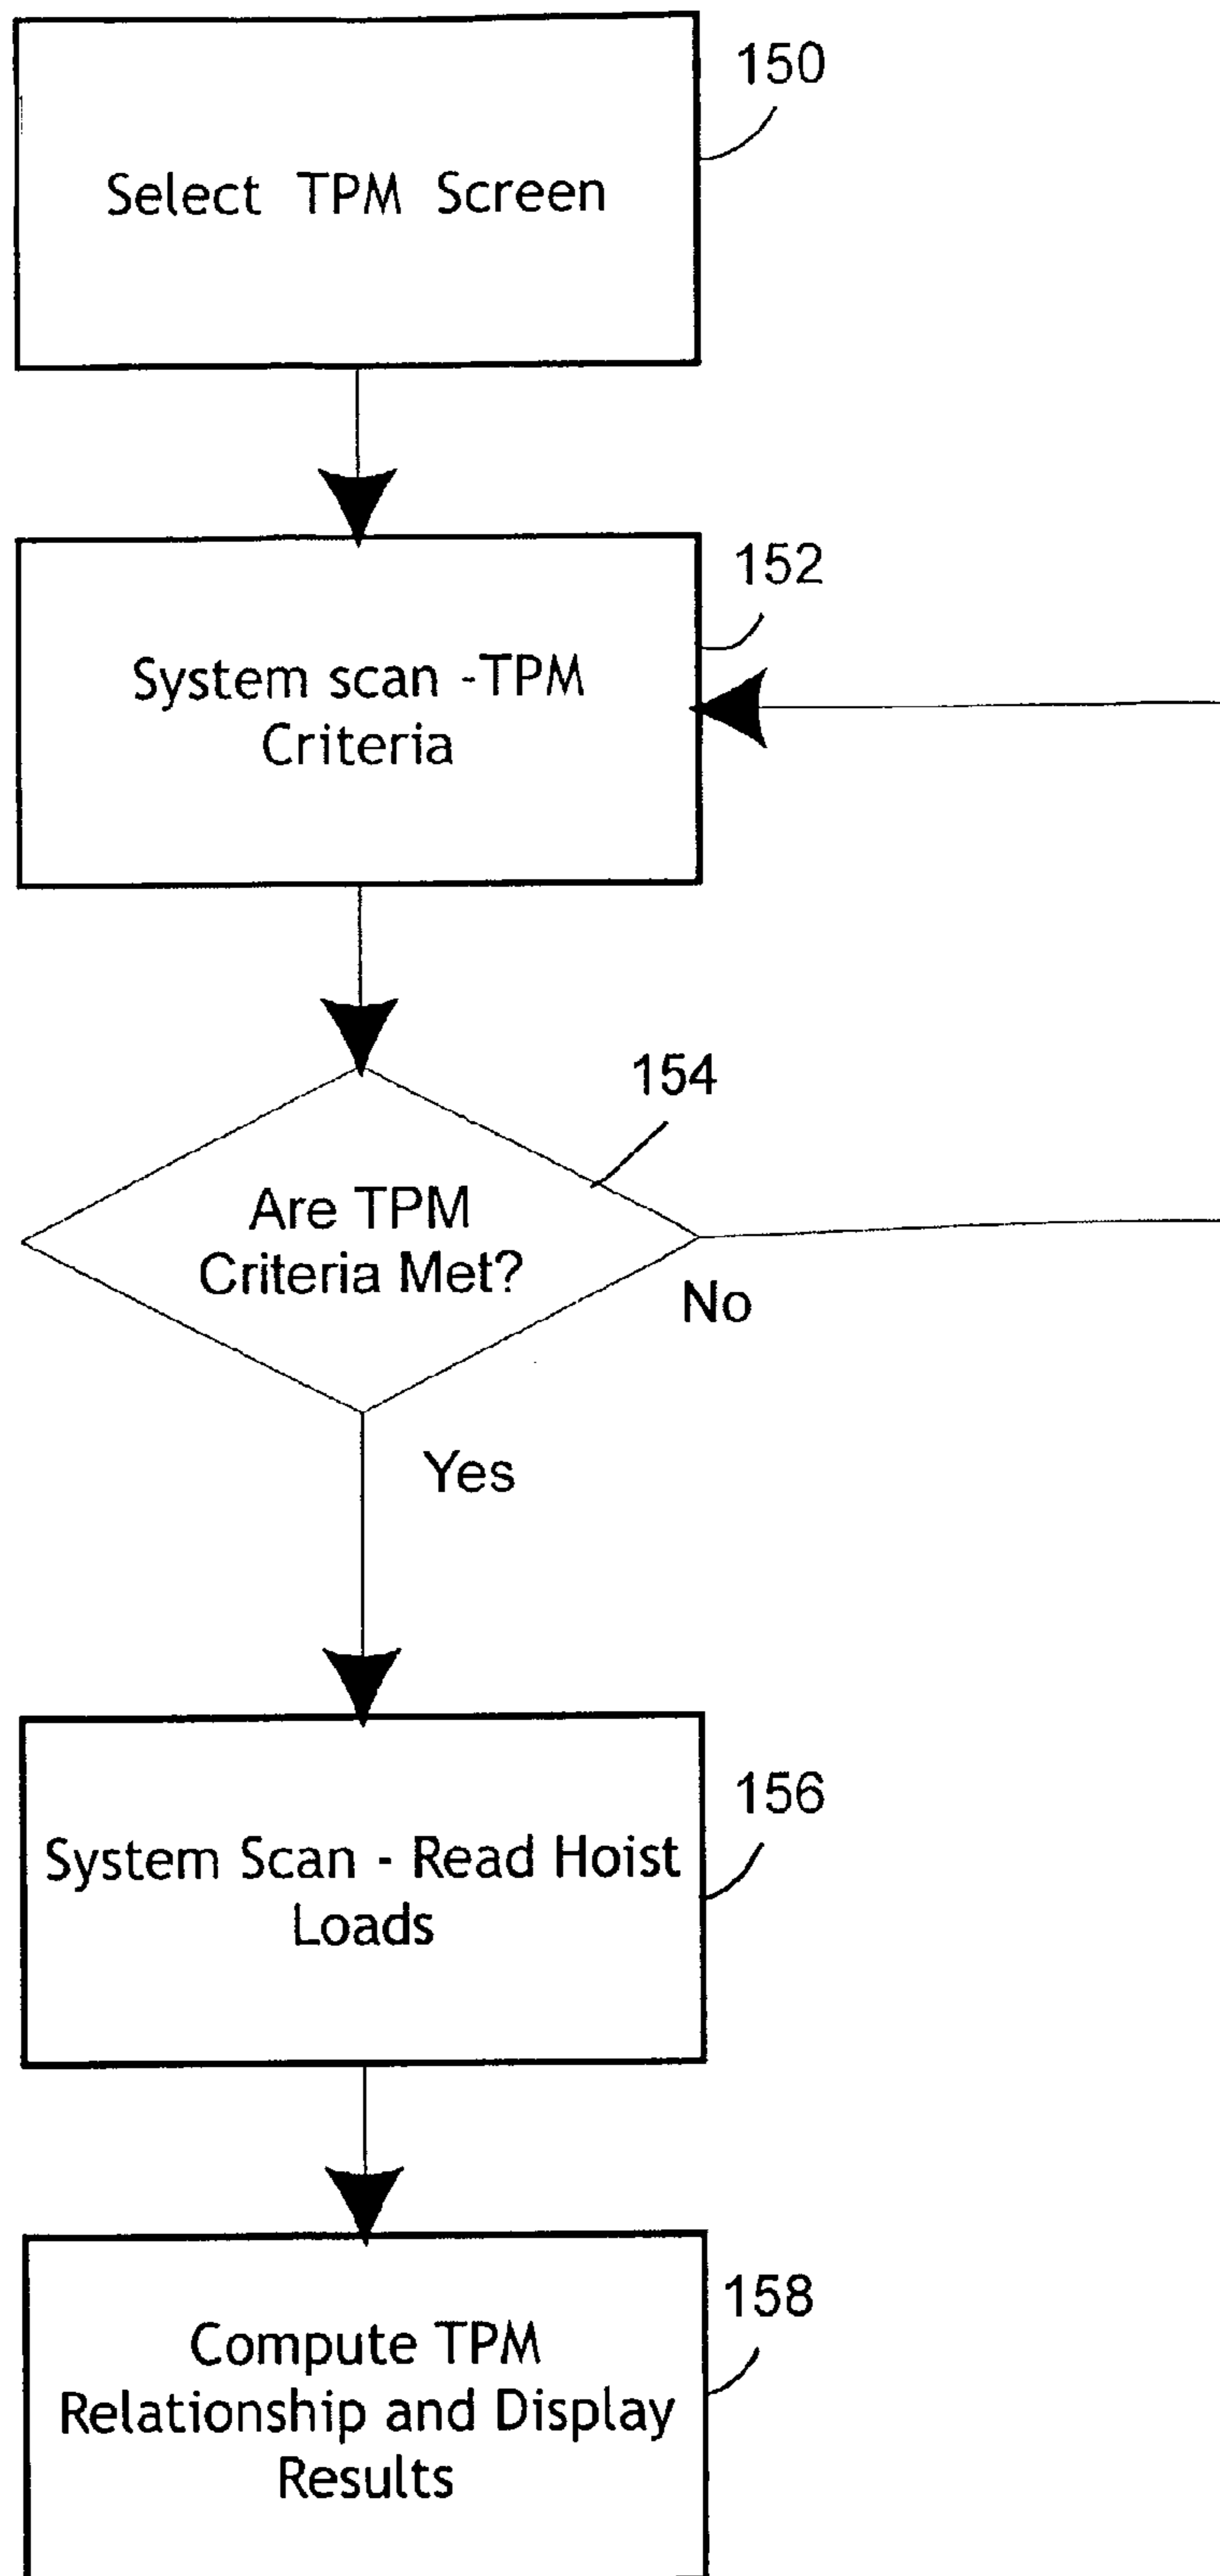 150
Select TPM Screen
152
System scan -TPM
Criteria
154
Are TPM
Criteria Met?
No
Yes
156
System Scan - Read Hoist
Loads
158
Compute TPM
Relationship and Display
Results